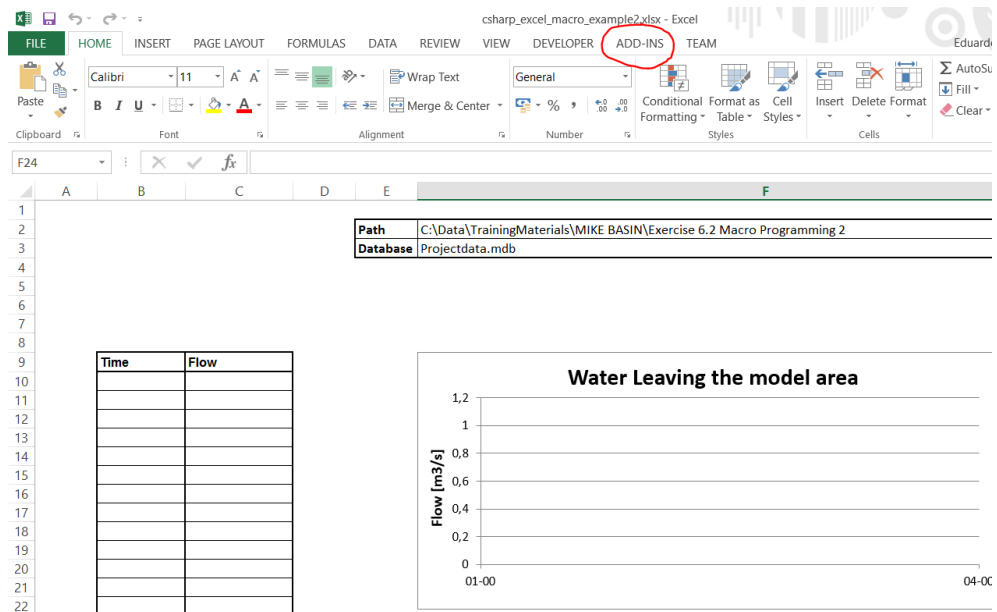 csharp_excel_macro_example2.xlsx - Excel
FILE HOME INSERT PAGE LAYOUT FORMULAS DATA REVIEW VIEW DEVELOPER ADD-INS TEAM Eduardo
Calibri 11 A A Wrap Text General AutoSu
Paste B I U A Merge & Center % Conditional Formatting Format as Table Cell Styles Insert Delete Format Fill
Clear
Clipboard Font Alignment Number Styles Cells
F24 fx
A B C D E F
1
2 Path C:\Data\TrainingMaterials\MIKE BASIN\Exercise 6.2 Macro Programming 2
3 Database Projectdata.mdb
4
5
6
7
8
9 Time Flow
10 Water Leaving the model area
11 1,2
12 1
13
14 0,8
15
16 0,6
17 0,4
18 0,2
19
20 0
21 01-00 04-00
22
Flow [m3/s]